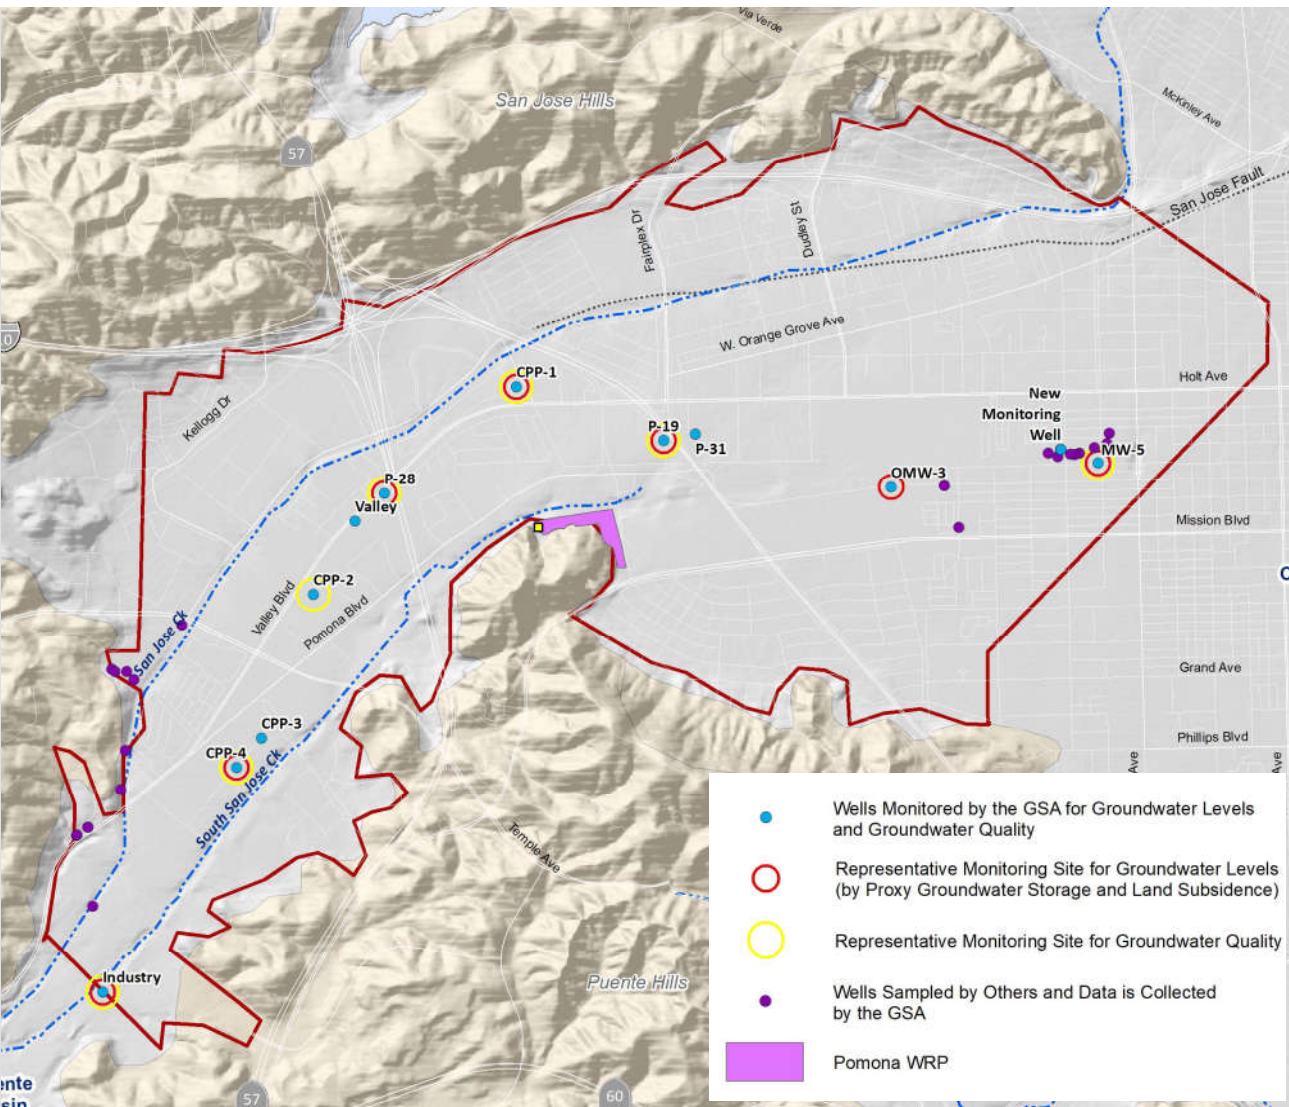 Via Verde
San Jose Hills
McKinley Ave
57
San Jose Fault
Fairplex Dr
Dudley St
0
W. Orange Grove Ave
CPP-1
Holt Ave
New
Monitoring
Well
Kellogg Dr
P-19
P-31
MW-5
OMW-3
P-28
Valley
Mission Blvd
CPP-2
Valley Blvd
Pomona Blvd
San Jose Ck
Grand Ave
CPP-3
Phillips Blvd
CPP-4
Ave
Ave
South San Jose Ck
Temple Ave
Wells Monitored by the GSA for Groundwater Levels
and Groundwater Quality
Representative Monitoring Site for Groundwater Levels
(by Proxy Groundwater Storage and Land Subsidence)
Representative Monitoring Site for Groundwater Quality
Industry
Puente Hills
Wells Sampled by Others and Data is Collected
by the GSA
Pomona WRP
ente
sin
57
60